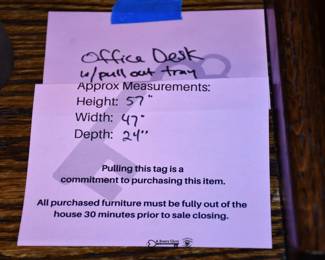 Office Desk
w/pull out tray
Approx Measurements:
Height: 57"
Width: 47"
Depth: 24"
Pulling this tag is a
commitment to purchasing this item.
All purchased furniture must be fully out of the
house 30 minutes prior to sale closing.